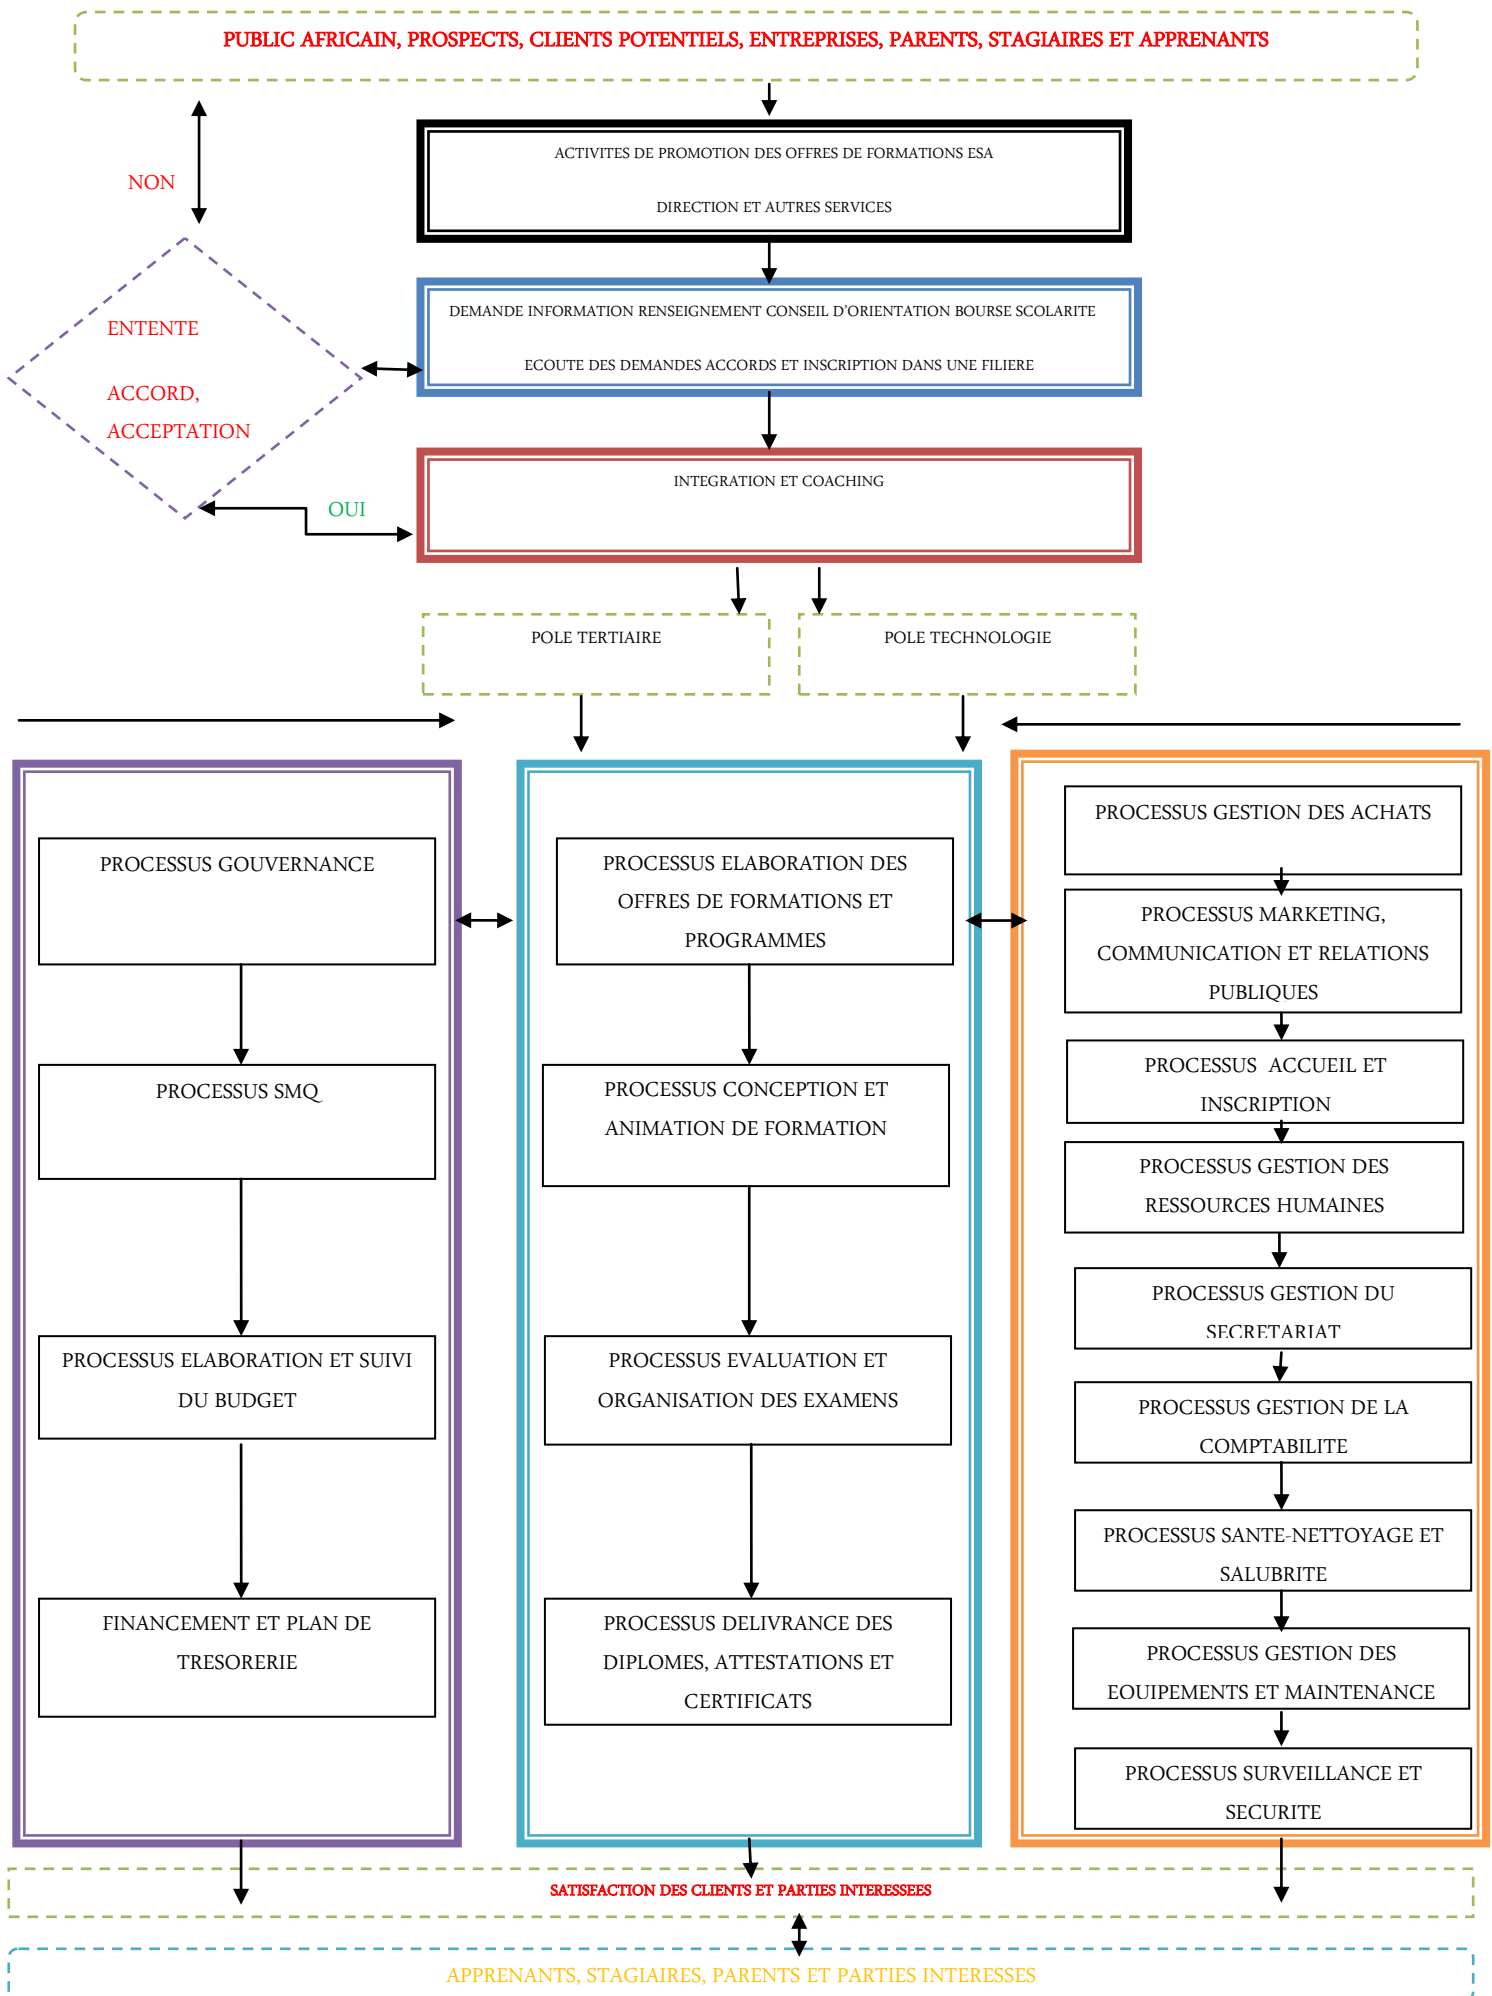 PUBLIC AFRICAIN, PROSPECTS, CLIENTS POTENTIELS, ENTREPRISES, PARENTS, STAGIAIRES ET APPRENANTS
ACTIVITES DE PROMOTION DES OFFRES DE FORMATIONS ESA
DIRECTION ET AUTRES SERVICES
NON
DEMANDE INFORMATION RENSEIGNEMENT CONSEIL D'ORIENTATION BOURSE SCOLARITE
ECOUTE DES DEMANDES ACCORDS ET INSCRIPTION DANS UNE FILIERE
ENTENTE
ACCORD,
ACCEPTATION
OUI
INTEGRATION ET COACHING
POLE TERTIAIRE
POLE TECHNOLOGIE
PROCESSUS GOUVERNANCE
PROCESSUS SMQ
PROCESSUS ELABORATION ET SUIVI
DU BUDGET
FINANCEMENT ET PLAN DE
TRESORERIE
PROCESSUS ELABORATION DES
OFFRES DE FORMATIONS ET
PROGRAMMES
PROCESSUS CONCEPTION ET
ANIMATION DE FORMATION
PROCESSUS EVALUATION ET
ORGANISATION DES EXAMENS
PROCESSUS DELIVRANCE DES
DIPLOMES, ATTESTATIONS ET
CERTIFICATS
PROCESSUS GESTION DES ACHATS
PROCESSUS MARKETING,
COMMUNICATION ET RELATIONS
PUBLIQUES
PROCESSUS ACCUEIL ET
INSCRIPTION
PROCESSUS GESTION DES
RESSOURCES HUMAINES
PROCESSUS GESTION DU
SECRETARIAT
PROCESSUS GESTION DE LA
COMPTABILITE
PROCESSUS SANTE-NETTOYAGE ET
SALUBRITE
PROCESSUS GESTION DES
EQUIPEMENTS ET MAINTENANCE
PROCESSUS SURVEILLANCE ET
SECURITE
SATISFACTION DES CLIENTS ET PARTIES INTERESSEES
APPRENANTS, STAGIAIRES, PARENTS ET PARTIES INTERESSES